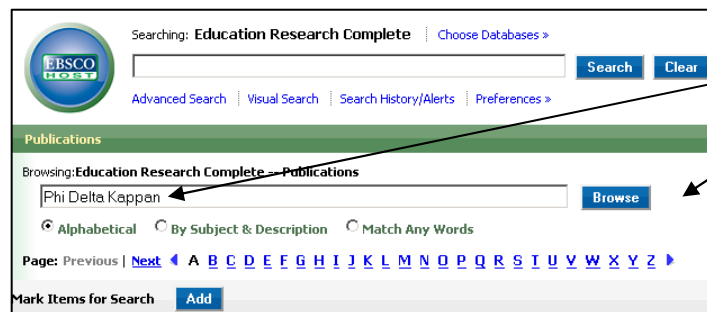 Searching: Education Research Complete | Choose Databases »
EBSCO
HOST
Search Clear
Advanced Search | Visual Search | Search History/Alerts | Preferences »
Publications
Browsing:Education Research Complete -- Publications
Phi Delta Kappan
Browse
Alphabetical By Subject & Description Match Any Words
Page: Previous | Next A B C D E F G H I J K L M N O P Q R S T U V W X Y Z
Mark Items for Search Add